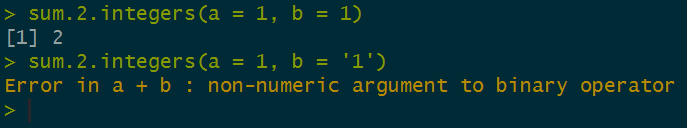 > sum.2.integers(a = 1, b = 1)
[1] 2
> sum.2.integers(a = 1, b = '1')
Error in a + b : non-numeric argument to binary operator
>